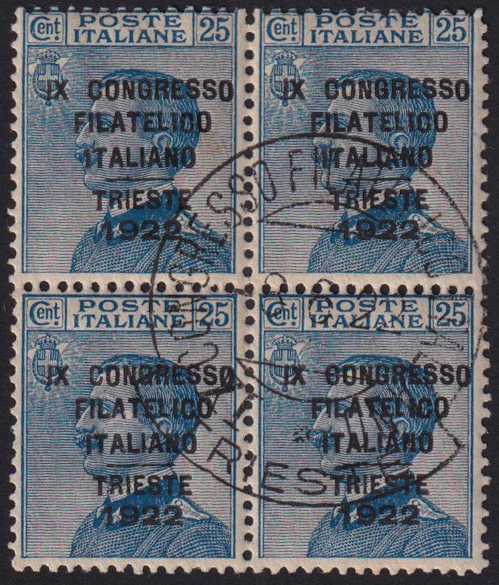 Cent. POSTE ITALIANE 25
IX CONGRESSO
FILATELICO
ITALIANO
TRIESTE
1922
Cent. POSTE ITALIANE 25
IX CONGRESSO
FILATELICO
ITALIANO
TRIESTE
1922
Cent. POSTE ITALIANE 25
IX CONGRESSO
FILATELICO
ITALIANO
TRIESTE
1922
Cent. POSTE ITALIANE 25
IX CONGRESSO
FILATELICO
ITALIANO
TRIESTE
1922
TRIESTE